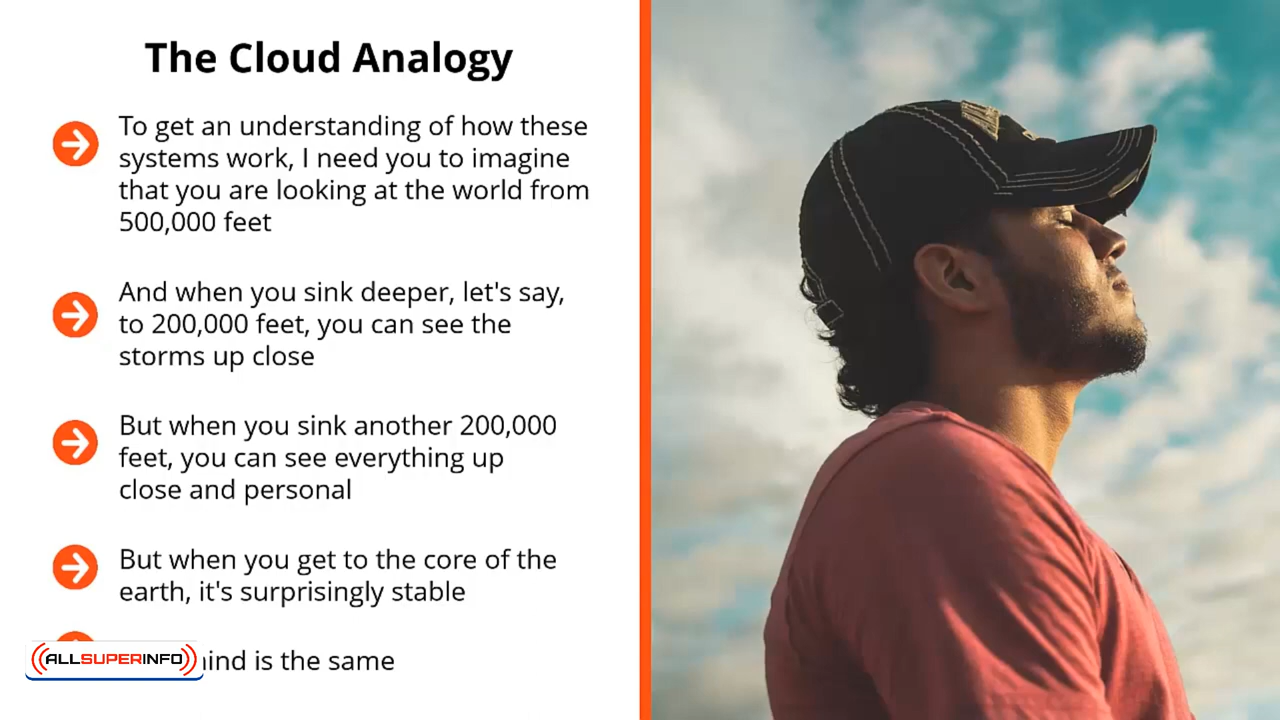 The Cloud Analogy
To get an understanding of how these
systems work, I need you to imagine
that you are looking at the world from
500,000 feet
And when you sink deeper, let's say,
to 200,000 feet, you can see the
storms up close
But when you sink another 200,000
feet, you can see everything up
close and personal
But when you get to the core of the
earth, it's surprisingly stable
is the same
ALLSUPERINFO